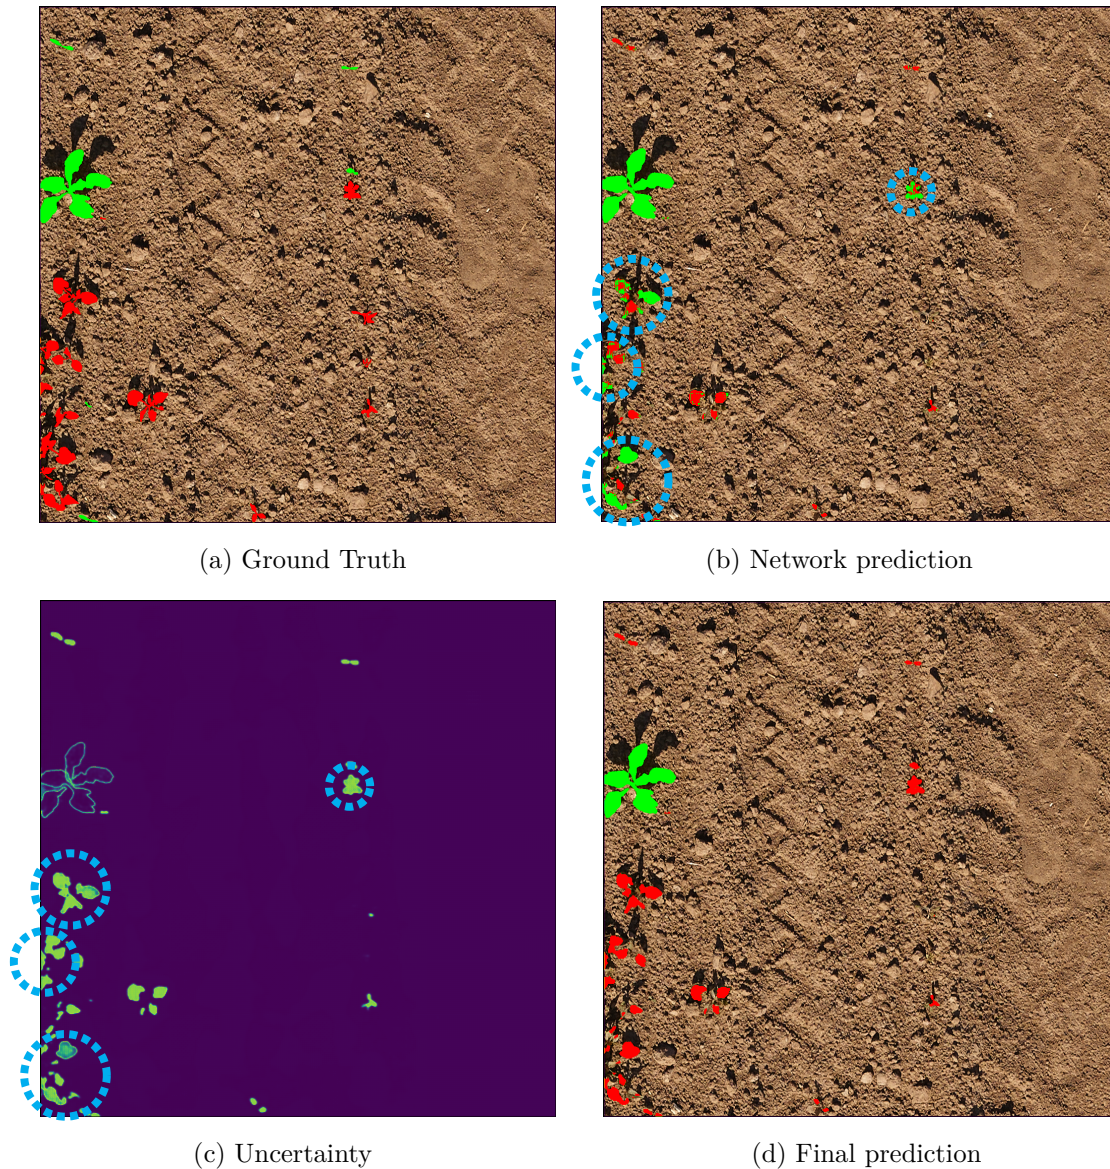 (a) Ground Truth
(b) Network prediction
(c) Uncertainty
(d) Final prediction